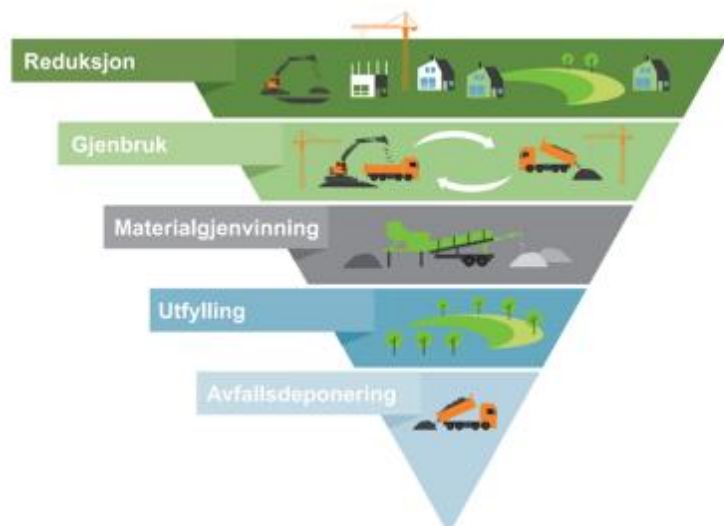 Reduksjon
Gjenbruk
Materialgjenvinning
Utfylling
Avfallsdeponering